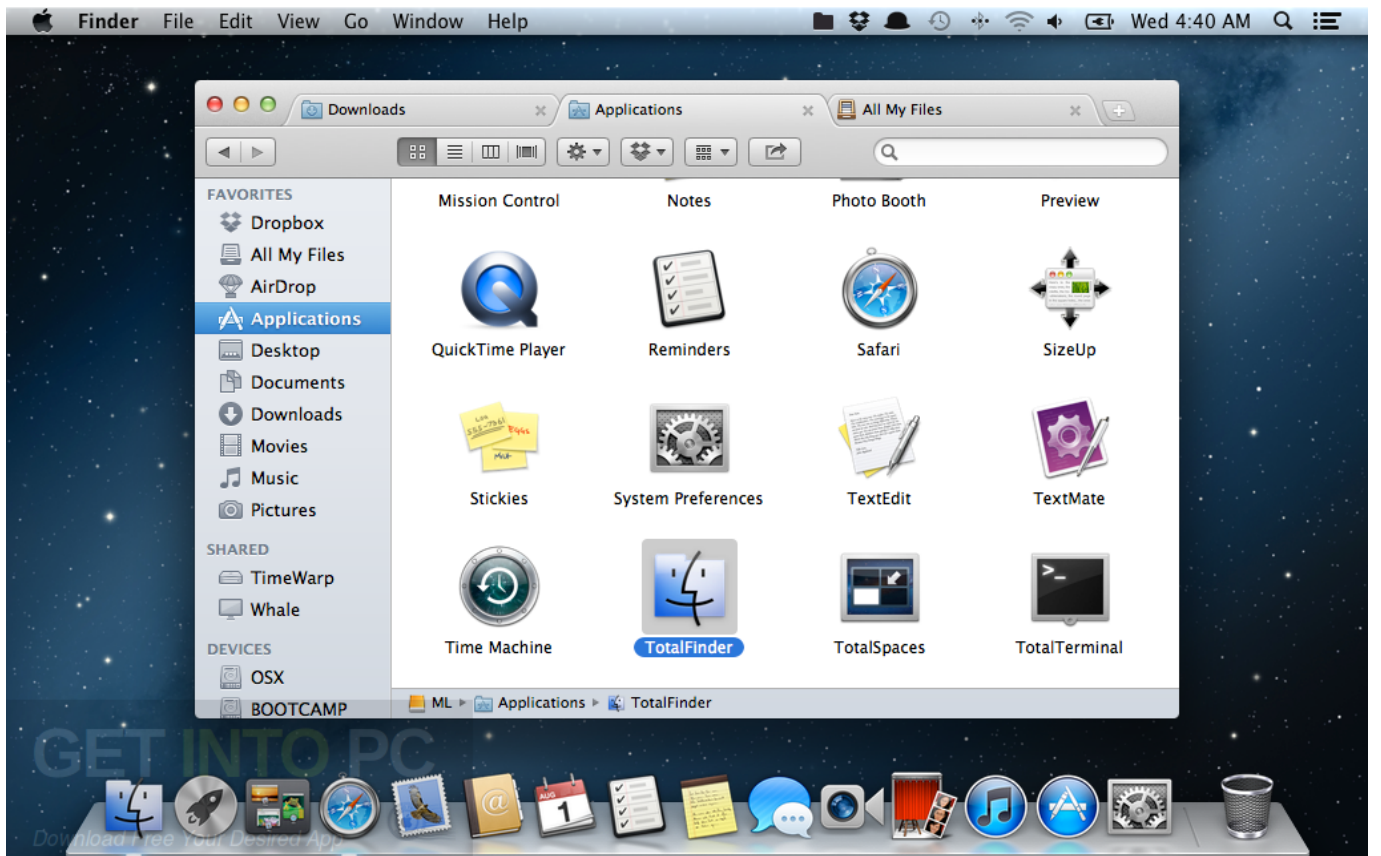 Finder File Edit View Go Window Help Wed 4:40 AM
Downloads Applications All My Files
FAVORITES
Dropbox
All My Files
AirDrop
Applications
Desktop
Documents
Downloads
Movies
Music
Pictures
SHARED
TimeWarp
Whale
DEVICES
OSX
BOOTCAMP
Mission Control Notes Photo Booth Preview
QuickTime Player Reminders Safari SizeUp
Stickies System Preferences TextEdit TextMate
Time Machine TotalFinder TotalSpaces TotalTerminal
ML Applications TotalFinder
GET INTO PC
Download Free Your Desired App
AUG
1